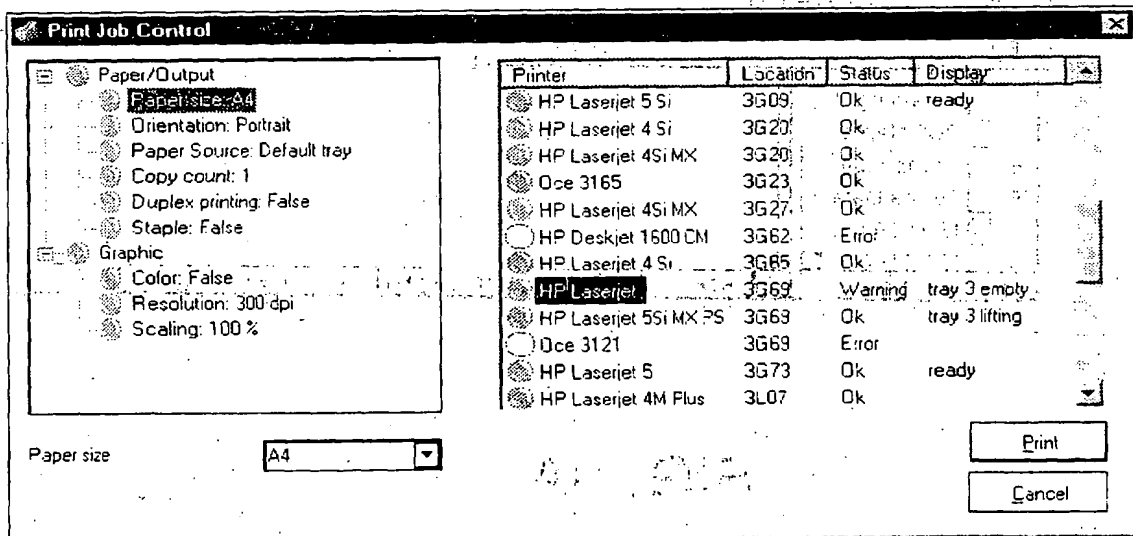 Print Job Control
Paper/Output
Paper size: A4
Orientation: Portrait
Paper Source: Default tray
Copy count: 1
Duplex printing: False
Staple: False
Graphic
Color: False
Resolution: 300 dpi
Scaling: 100 %
Printer Location Status Display
HP Laserjet 5 Si 3G09 Ok ready
HP Laserjet 4 Si 3G20 Ok
HP Laserjet 4Si MX 3G20 Ok
Oce 3165 3G23 Ok
HP Laserjet 4Si MX 3G27 Ok
HP Deskjet 1600 CM 3G62 Error
HP Laserjet 4 Si 3G65 Ok
HP Laserjet 3G69 Warning tray 3 empty
HP Laserjet 5Si MX PS 3G69 Ok tray 3 lifting
Oce 3121 3G69 Error
HP Laserjet 5 3G73 Ok ready
HP Laserjet 4M Plus 3L07 Ok
Paper size A4
Print
Cancel